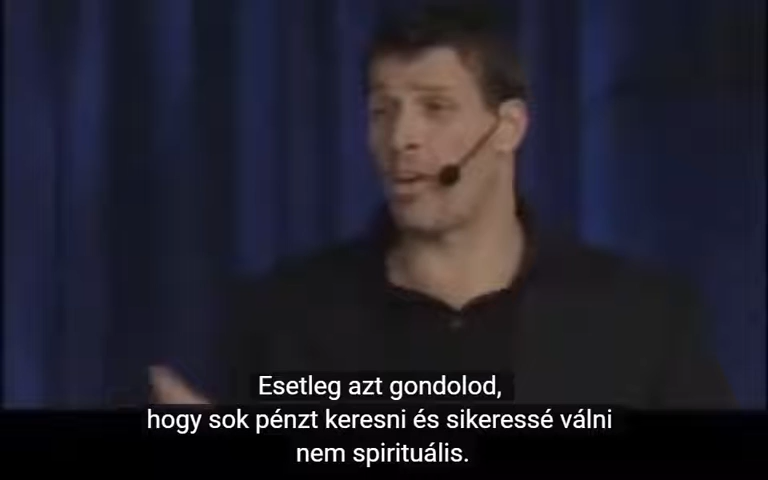 Esetleg azt gondolod,
hogy sok pénzt keresni és sikeressé válni
nem spirituális.